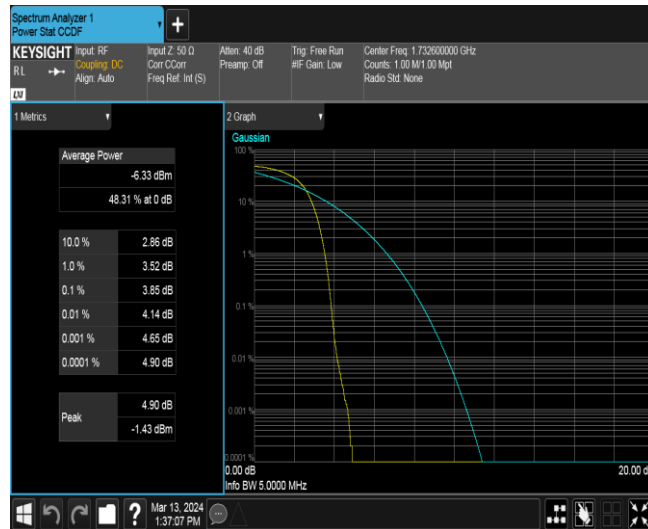 Spectrum Analyzer 1
Power Stat CCDF
+
KEYSIGHT Input: RF Input Z: 50 Ω Atten: 40 dB Trig: Free Run Center Freq: 1.732600000 GHz
RL Coupling: DC Corr CCorr Preamp: Off #IF Gain: Low Counts: 1.00 M/1.00 Mpt
Align: Auto Freq Ref: Int (S) Radio Std: None
LXI
1 Metrics
Average Power
-6.33 dBm
48.31 % at 0 dB
10.0 % 2.86 dB
1.0 % 3.52 dB
0.1 % 3.85 dB
0.01 % 4.14 dB
0.001 % 4.65 dB
0.0001 % 4.90 dB
Peak 4.90 dB
-1.43 dBm
2 Graph
Gaussian
100 %
10 %
1 %
0.1 %
0.01 %
0.001 %
0.0001 %
0.00 dB 20.00 d
Info BW 5.0000 MHz
? Mar 13, 2024
1:37:07 PM